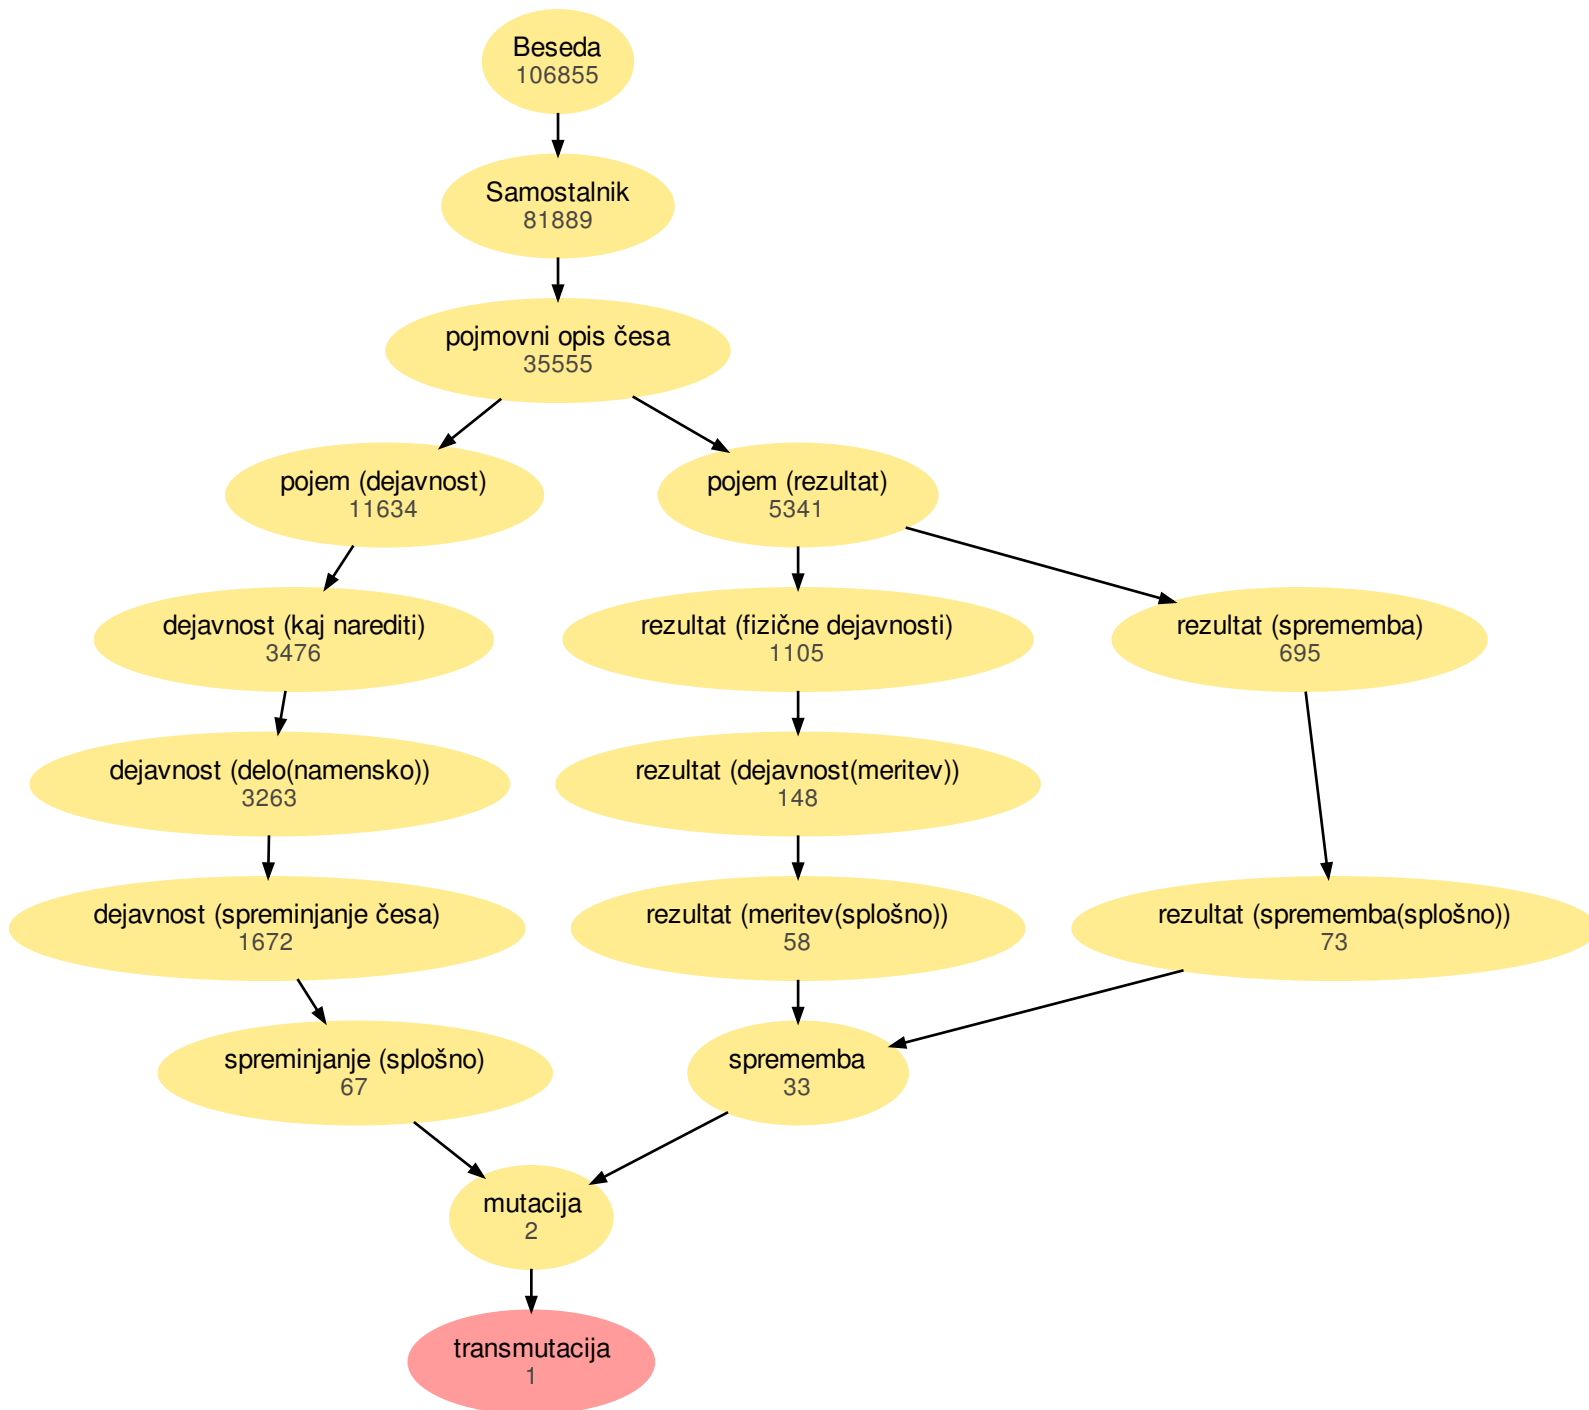 Beseda
106855
Samostalnik
81889
pojmovni opis česa
35555
pojem (dejavnost)
11634
pojem (rezultat)
5341
dejavnost (kaj narediti)
3476
rezultat (fizične dejavnosti)
1105
rezultat (sprememba)
695
dejavnost (delo(namensko))
3263
rezultat (dejavnost(meritev))
148
dejavnost (spreminjanje česa)
1672
rezultat (meritev(splošno))
58
rezultat (sprememba(splošno))
73
spreminjanje (splošno)
67
sprememba
33
mutacija
2
transmutacija
1